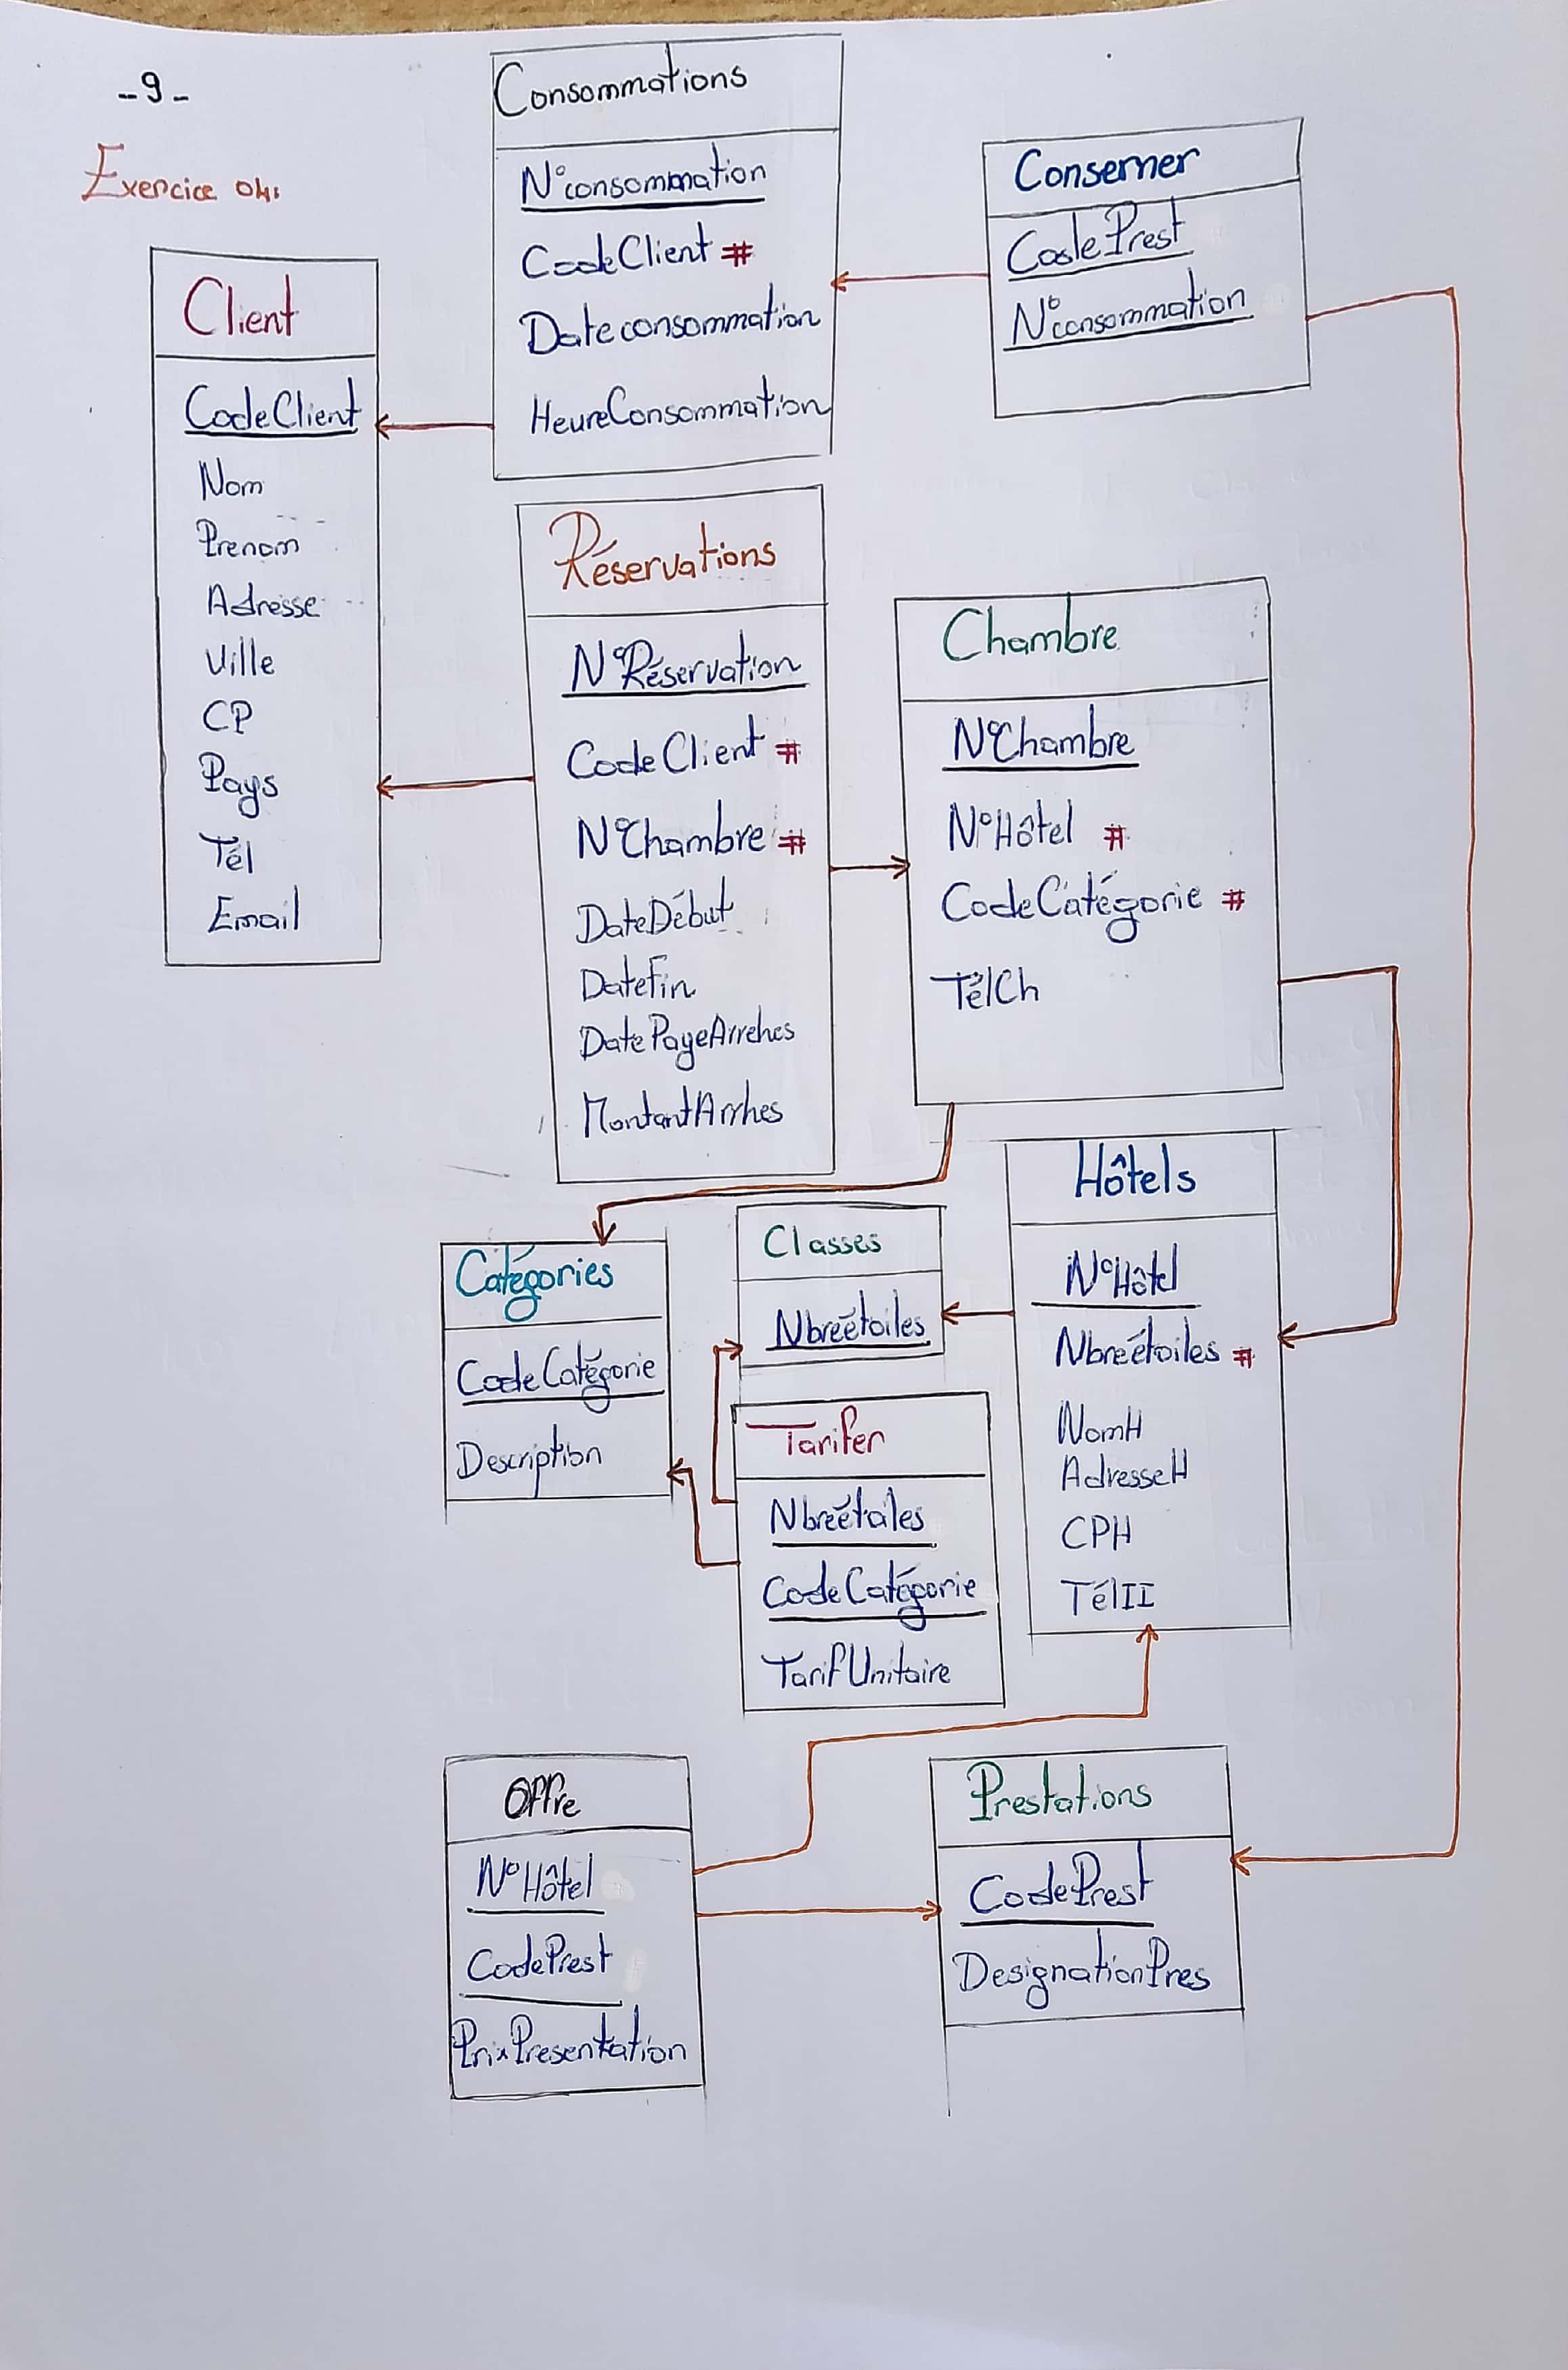 -9-
Exercice 04:
Consommations
N°consommation
CodeClient #
Dateconsommation
HeureConsommation
Conserner
CodePrest
N°consommation
Client
CodeClient
Nom
Prenom
Adresse
Ville
CP
Pays
Tél
Email
Réservations
N°Réservation
CodeClient #
N°Chambre #
DateDébut
DateFin
DatePayeArrehes
MontantArrhes
Chambre
N°Chambre
N°Hôtel #
CodeCatégorie #
TélCh
Hôtels
N°Hôtel
Nbreétoiles #
NomH
AdresseH
CPH
TélII
Classes
Nbreétoiles
Catégories
CodeCatégorie
Description
Tarifer
Nbreétales
CodeCatégorie
TarifUnitaire
Offre
N°Hôtel
CodePrest
PrixPresentation
Prestations
CodePrest
DesignationPres